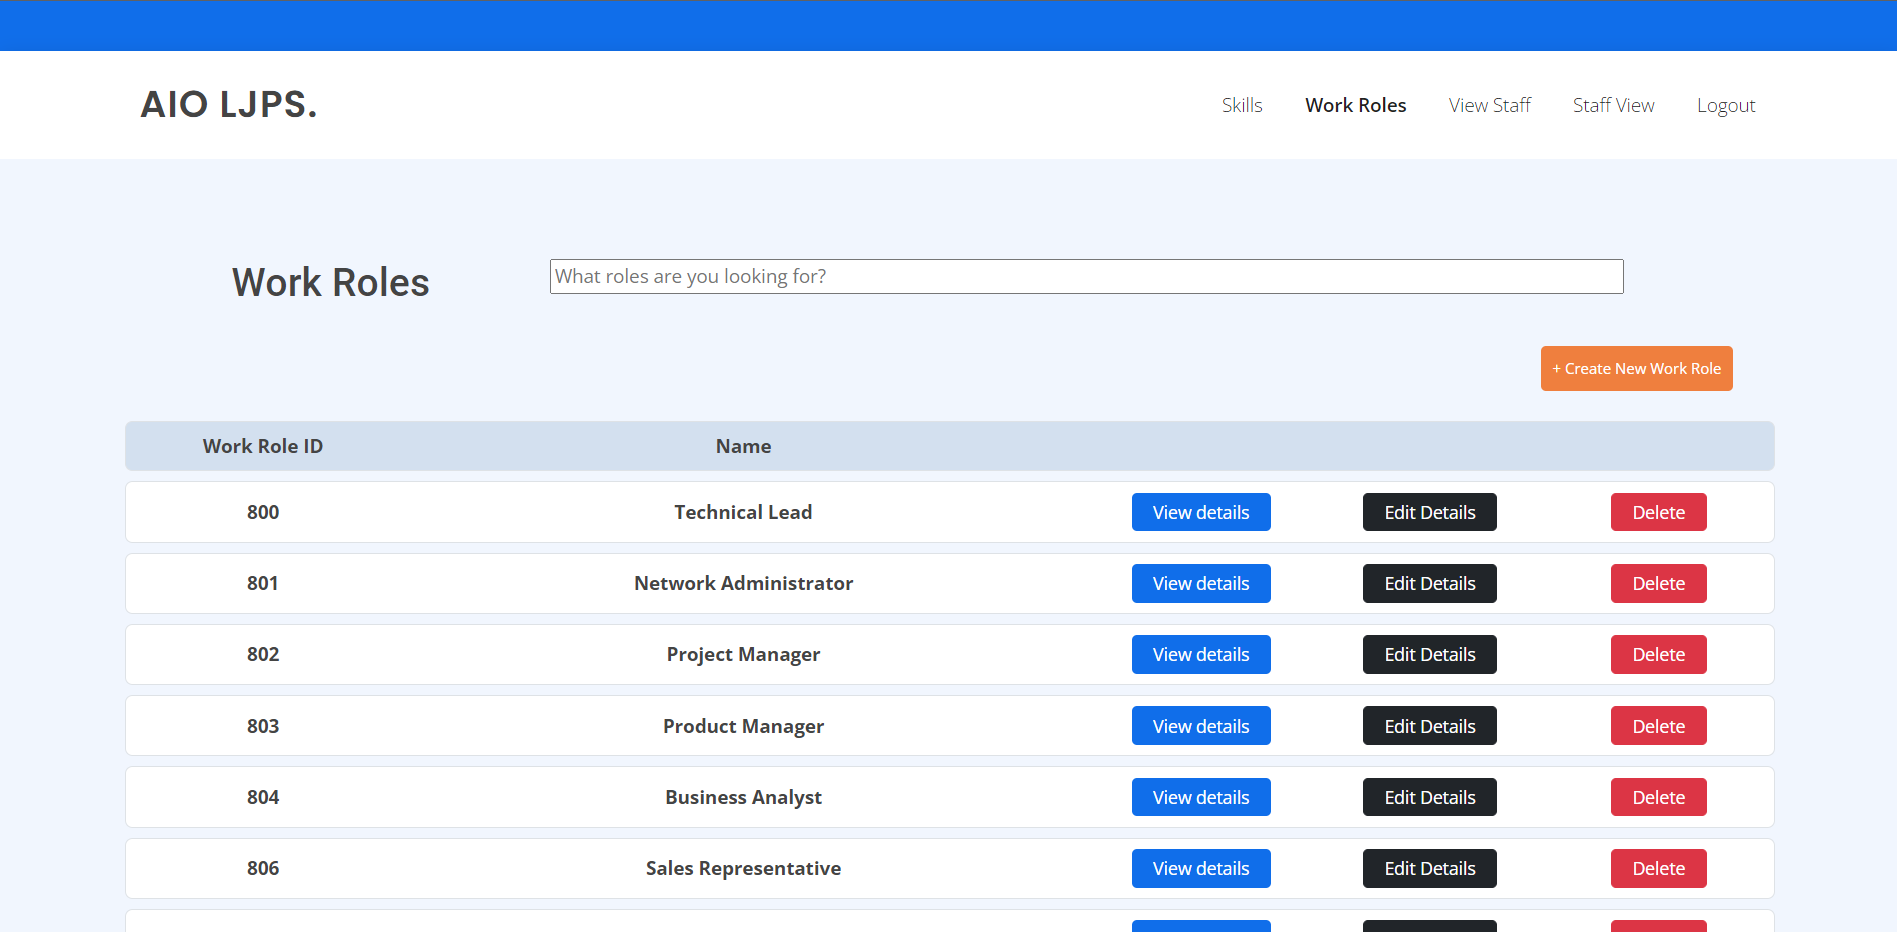 AIO LJPS.
Skills Work Roles View Staff Staff View Logout
Work Roles
What roles are you looking for?
+ Create New Work Role
Work Role ID Name
800 Technical Lead View details Edit Details Delete
801 Network Administrator View details Edit Details Delete
802 Project Manager View details Edit Details Delete
803 Product Manager View details Edit Details Delete
804 Business Analyst View details Edit Details Delete
806 Sales Representative View details Edit Details Delete